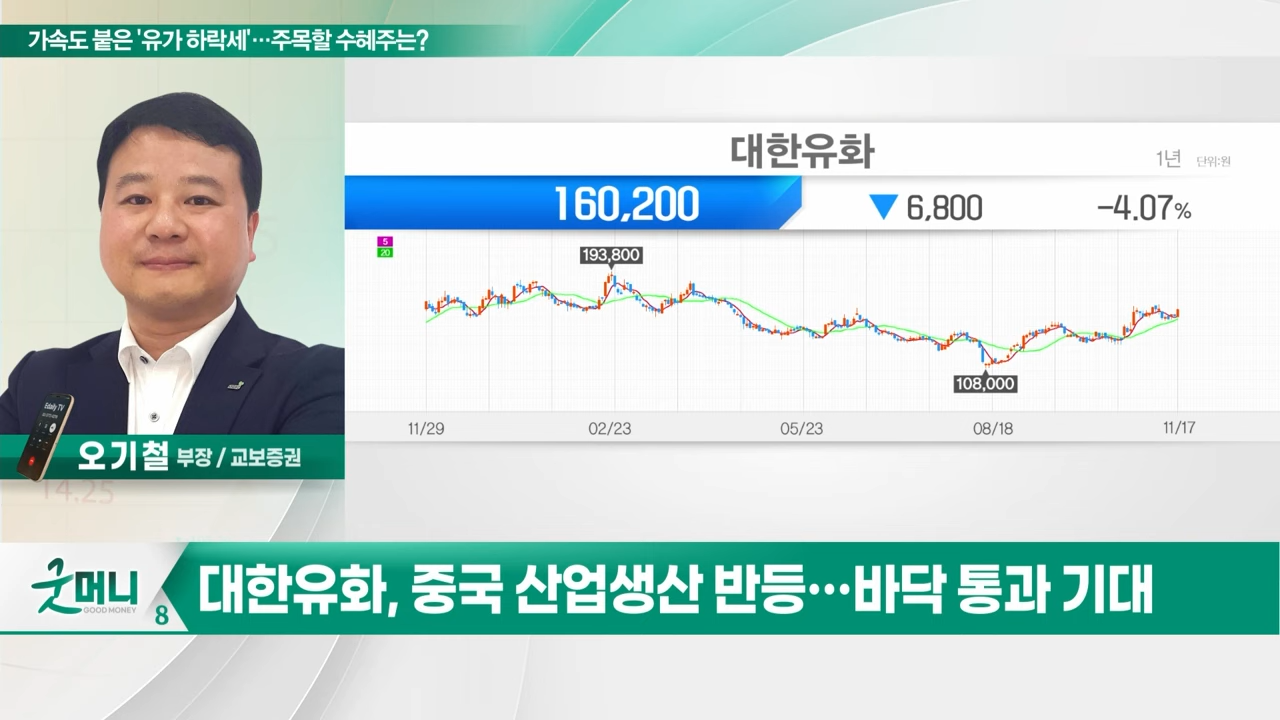 가속도 붙은 '유가 하락세'…주목할 수혜주는?
대한유화
1년 단위:원
160,200 ▼ 6,800 -4.07%
5
20
193,800
108,000
11/29 02/23 05/23 08/18 11/17
Edaily TV
오기철 부장 / 교보증권
14.25
굿머니
GOOD MONEY
8
대한유화, 중국 산업생산 반등…바닥 통과 기대